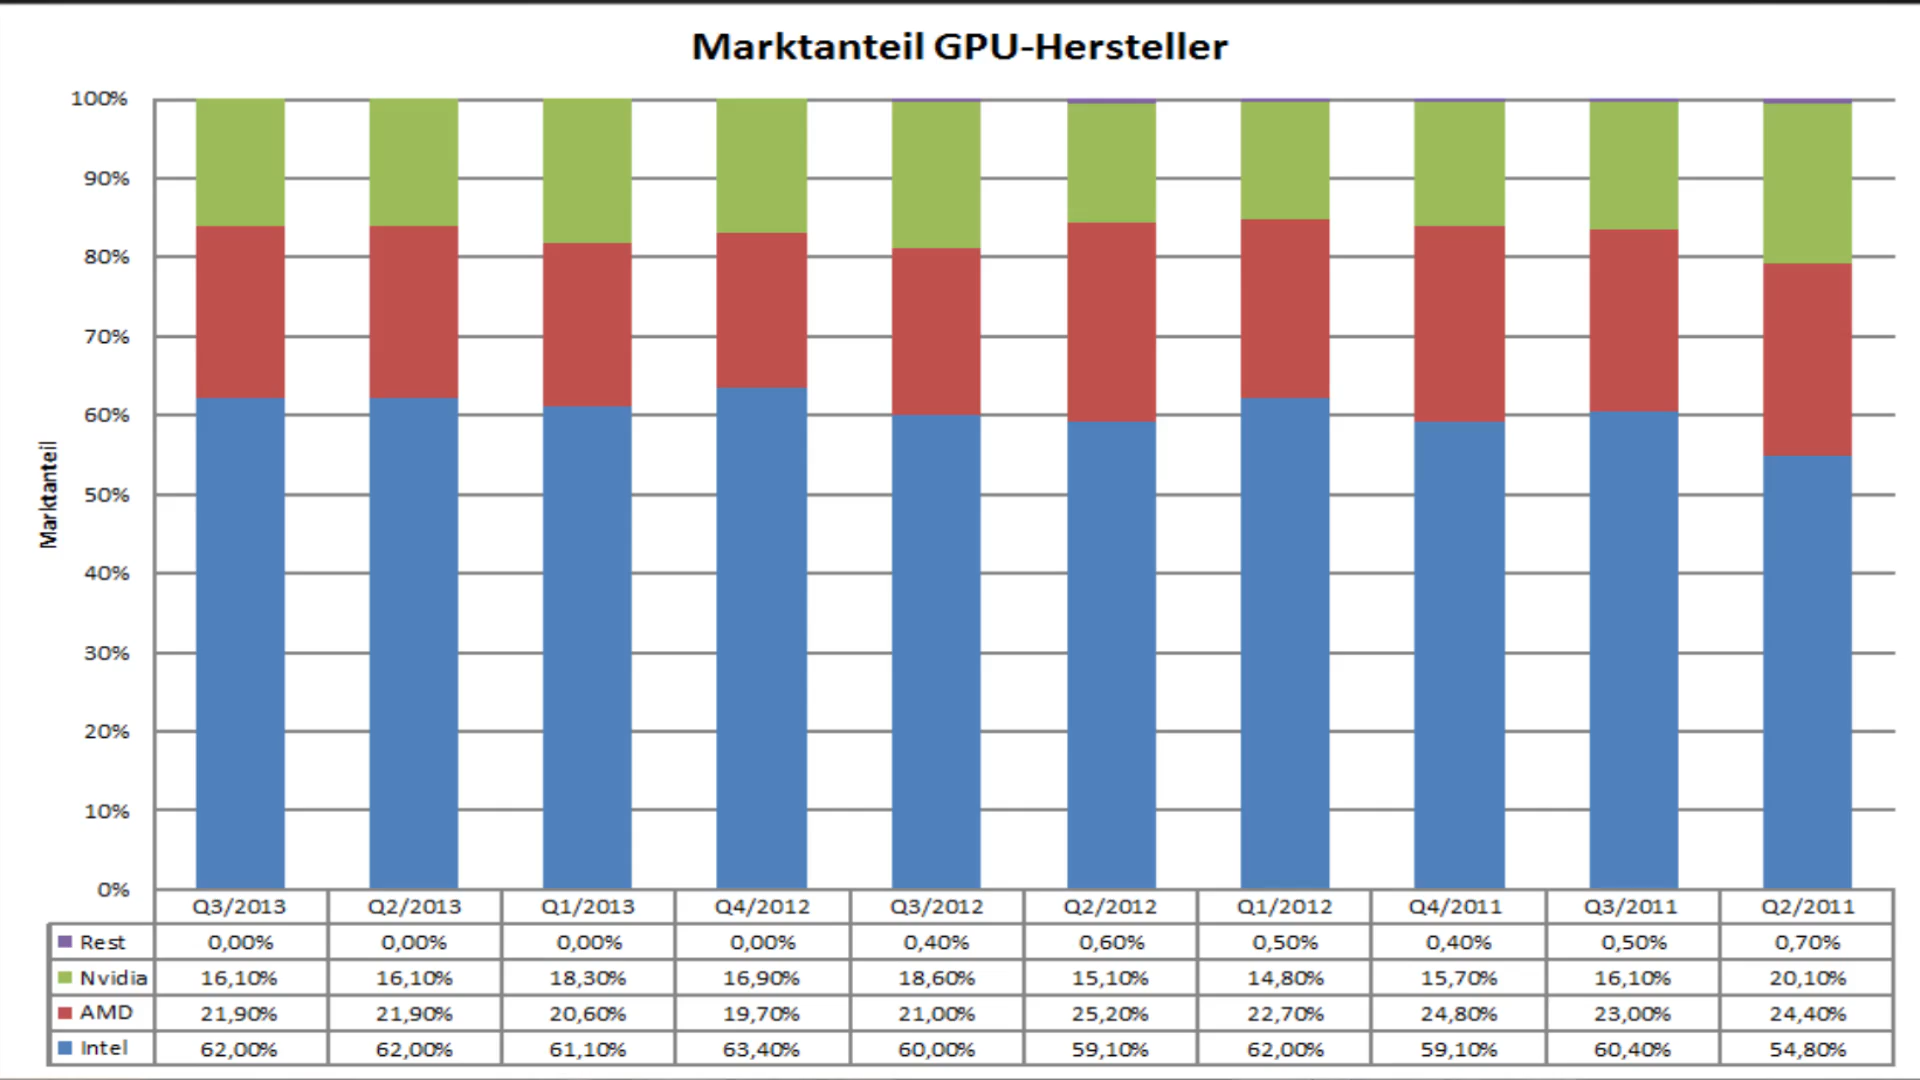 Marktanteil GPU-Hersteller
100%
90%
80%
70%
60%
50%
40%
30%
20%
10%
0%
Marktanteil
Q3/2013 Q2/2013 Q1/2013 Q4/2012 Q3/2012 Q2/2012 Q1/2012 Q4/2011 Q3/2011 Q2/2011
Rest 0,00% 0,00% 0,00% 0,00% 0,40% 0,60% 0,50% 0,40% 0,50% 0,70%
Nvidia 16,10% 16,10% 18,30% 16,90% 18,60% 15,10% 14,80% 15,70% 16,10% 20,10%
AMD 21,90% 21,90% 20,60% 19,70% 21,00% 25,20% 22,70% 24,80% 23,00% 24,40%
Intel 62,00% 62,00% 61,10% 63,40% 60,00% 59,10% 62,00% 59,10% 60,40% 54,80%